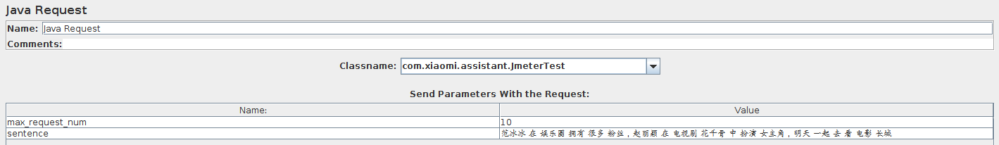 Java Request
Name: Java Request
Comments:
Classname: com.xiaomi.assistant.JmeterTest
Send Parameters With the Request:
Name: Value
max_request_num 10
sentence 范冰冰 在 娱乐圈 拥有 很多 粉丝 , 赵丽颖 在 电视剧 花千骨 中 扮演 女主角 , 明天 一起 去 看 电影 长城